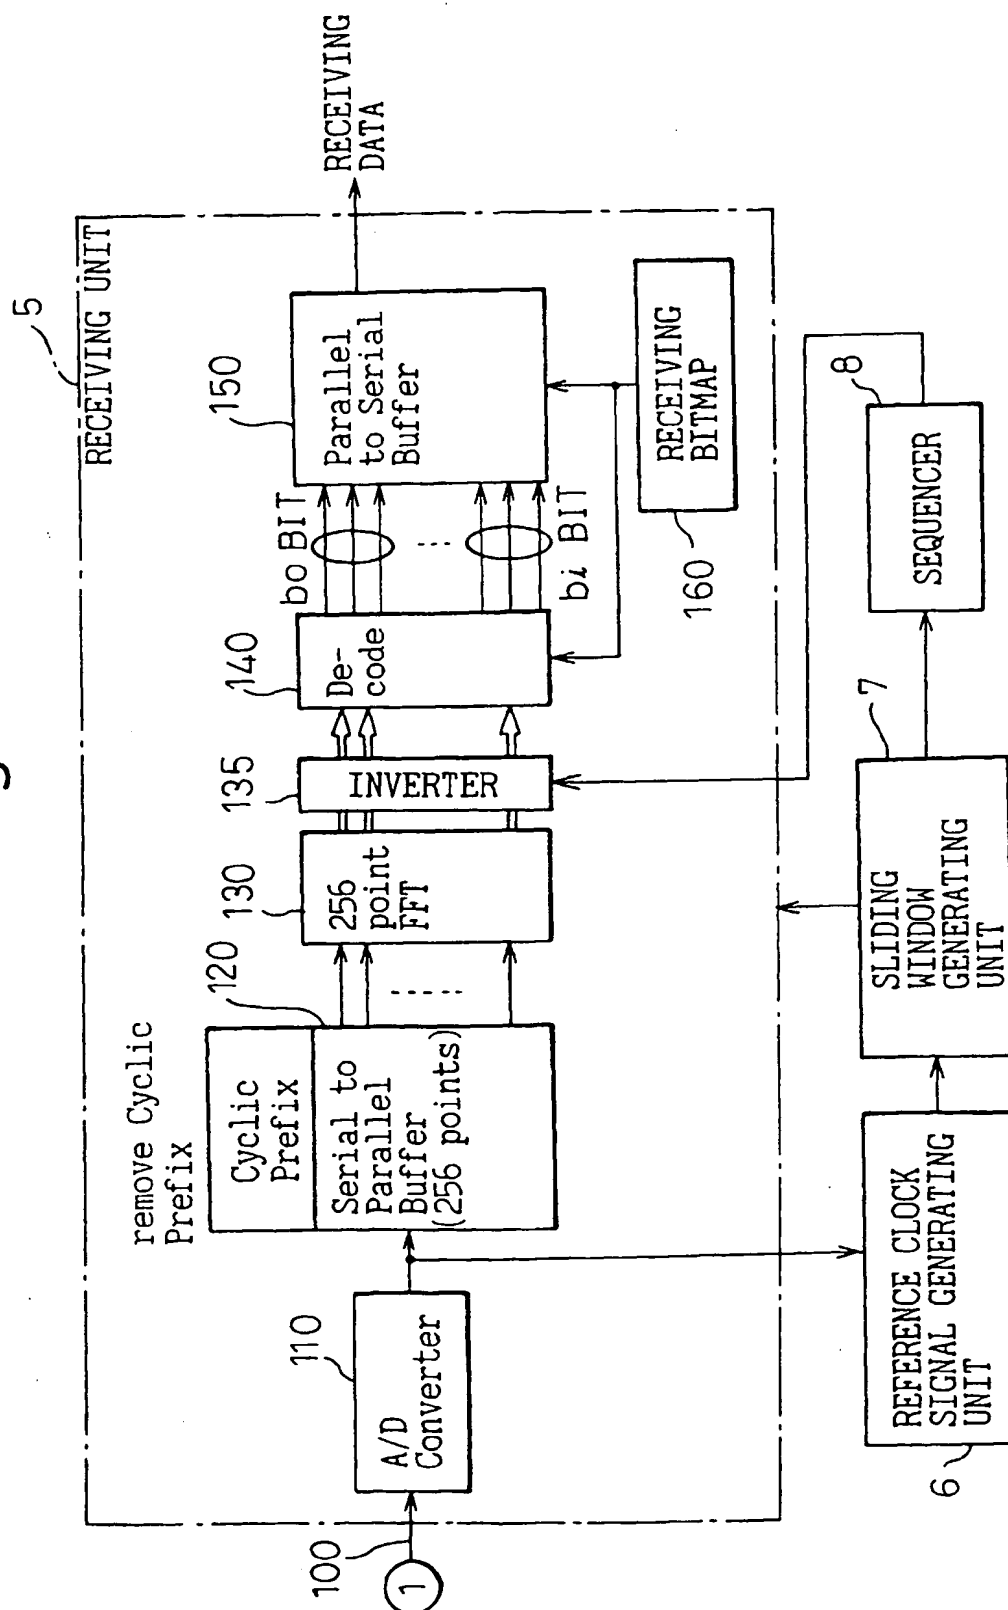 5
RECEIVING UNIT
RECEIVING
DATA
remove Cyclic
Prefix
100
1
110
A/D
Converter
120
Cyclic
Prefix
Serial to
Parallel
Buffer
(256 points)
130
256
point
FFT
135
INVERTER
140
De-
code
bo BIT
bi BIT
150
Parallel
to Serial
Buffer
160
RECEIVING
BITMAP
6
REFERENCE CLOCK
SIGNAL GENERATING
UNIT
7
SLIDING
WINDOW
GENERATING
UNIT
8
SEQUENCER